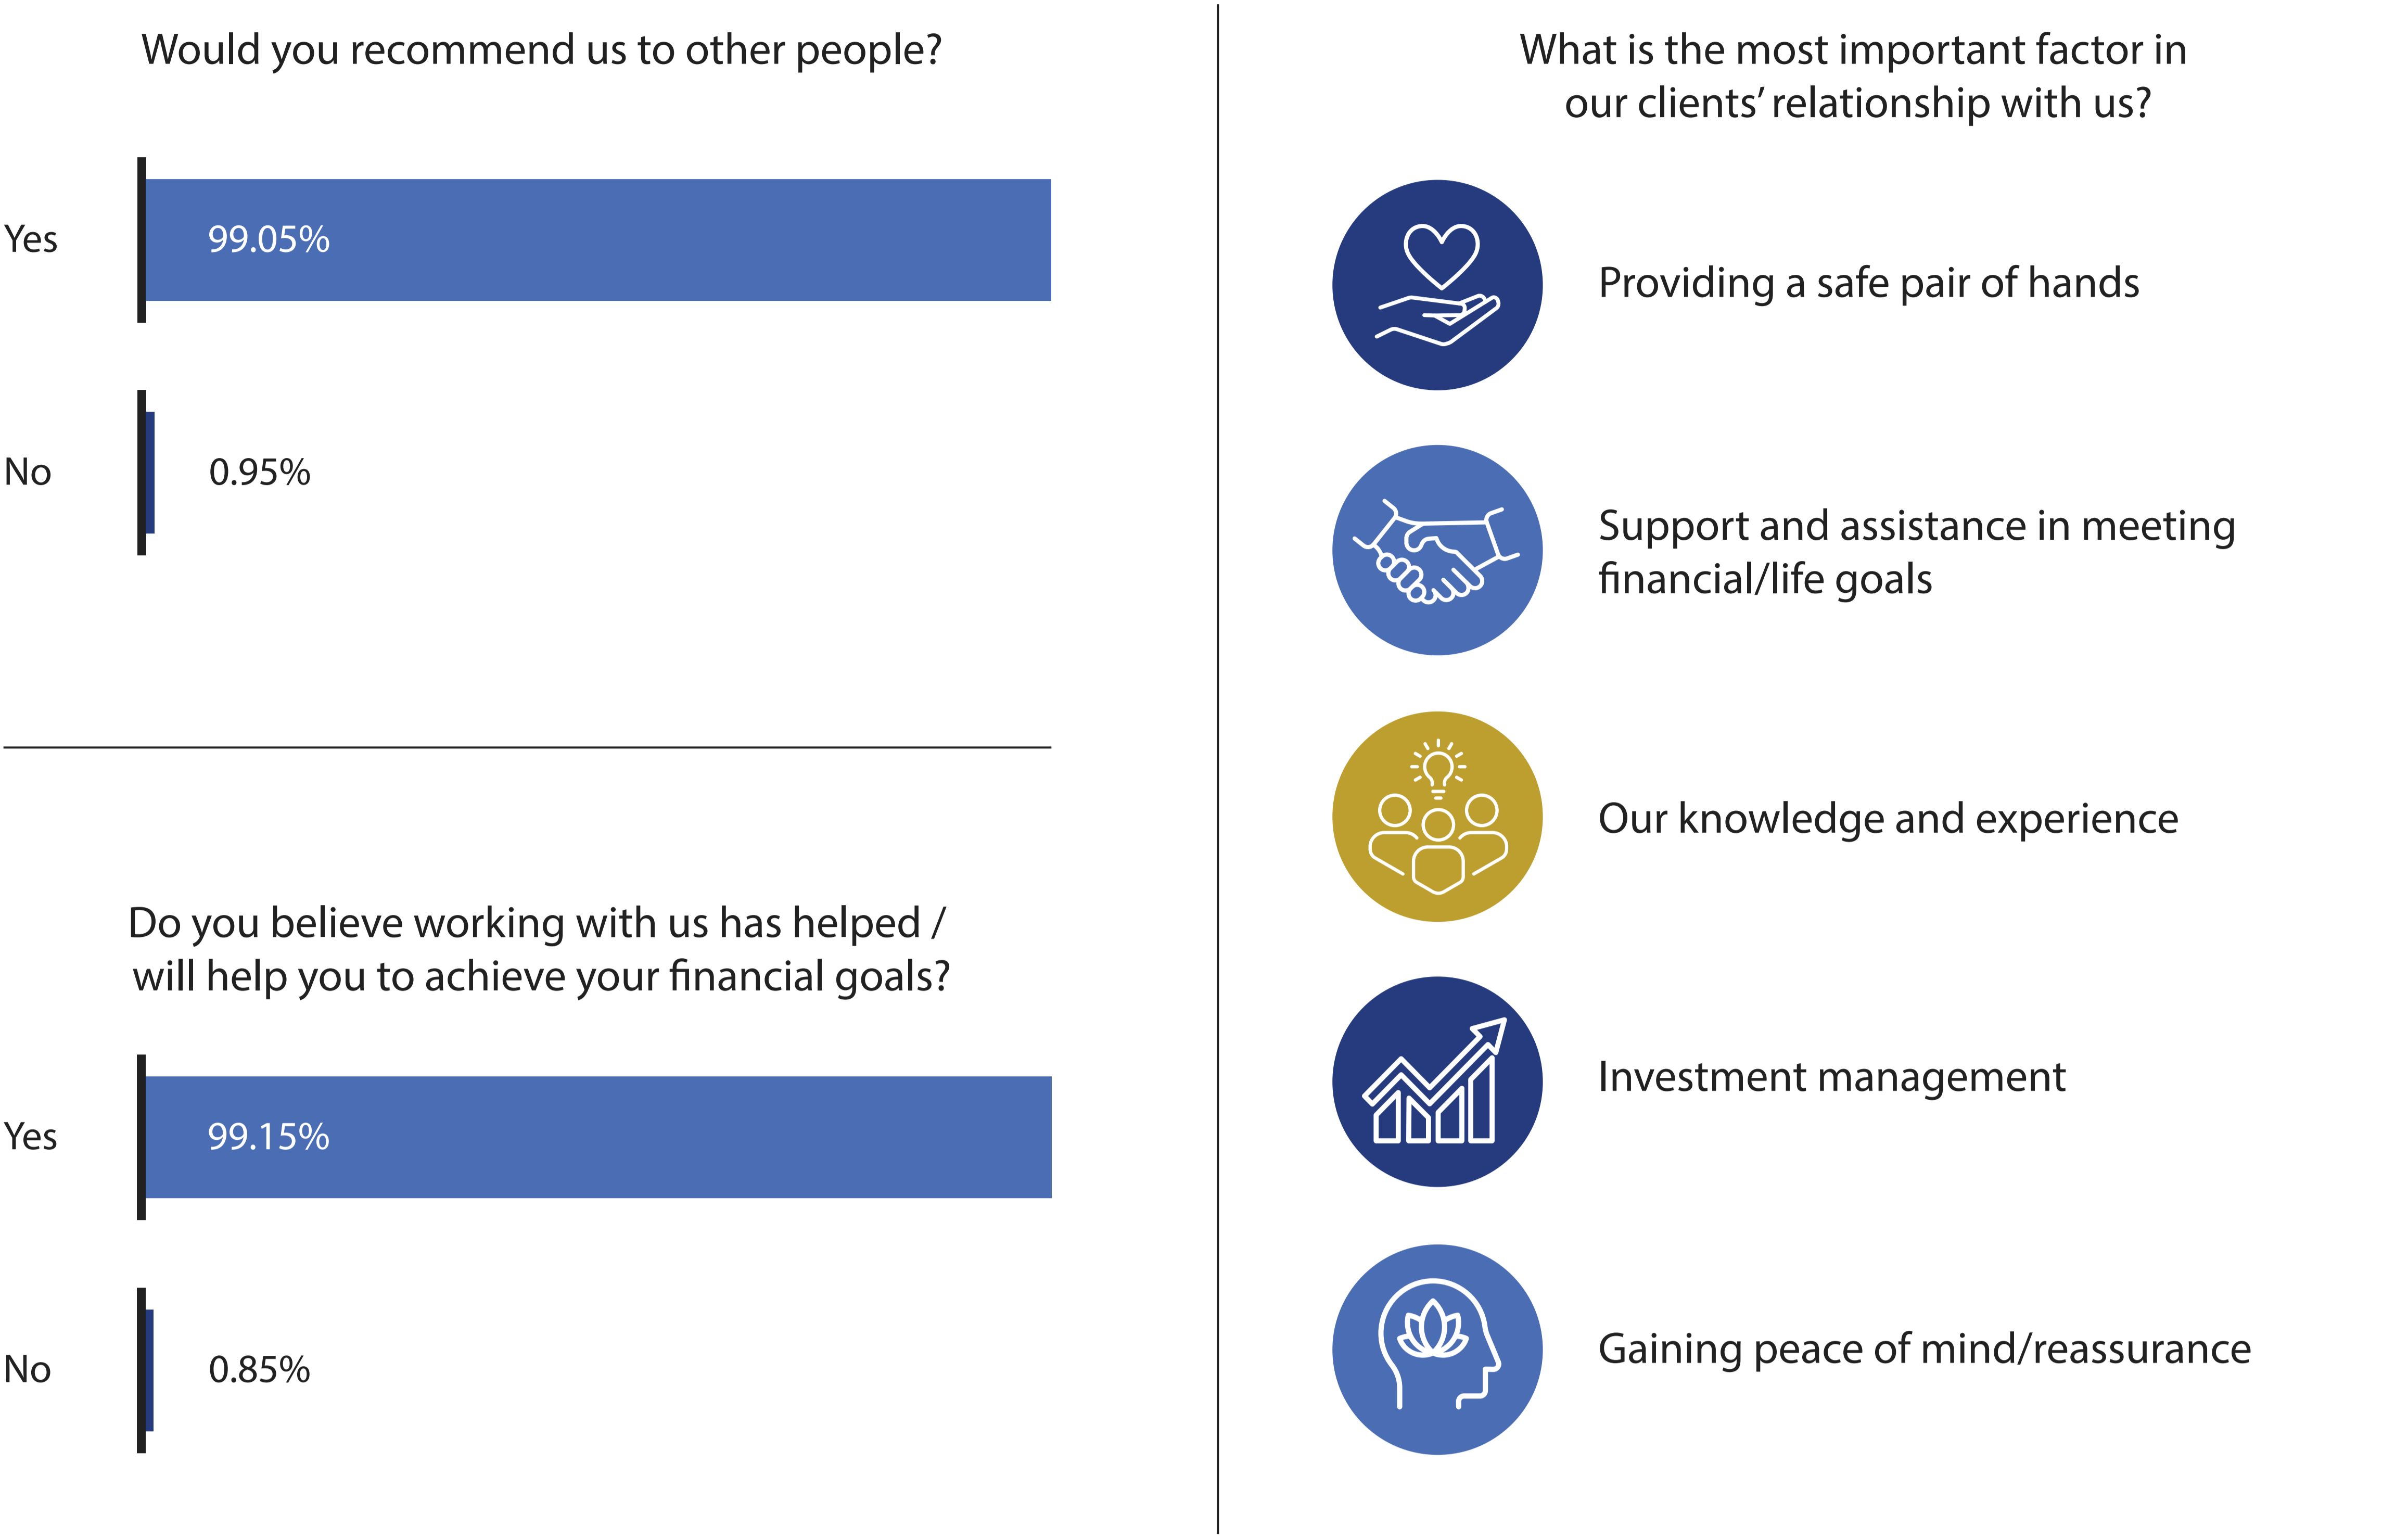 Would you recommend us to other people?
Yes
99.05%
No
0.95%
Do you believe working with us has helped /
will help you to achieve your financial goals?
Yes
99.15%
No
0.85%
What is the most important factor in
our clients’ relationship with us?
Providing a safe pair of hands
Support and assistance in meeting
financial/life goals
Our knowledge and experience
Investment management
Gaining peace of mind/reassurance